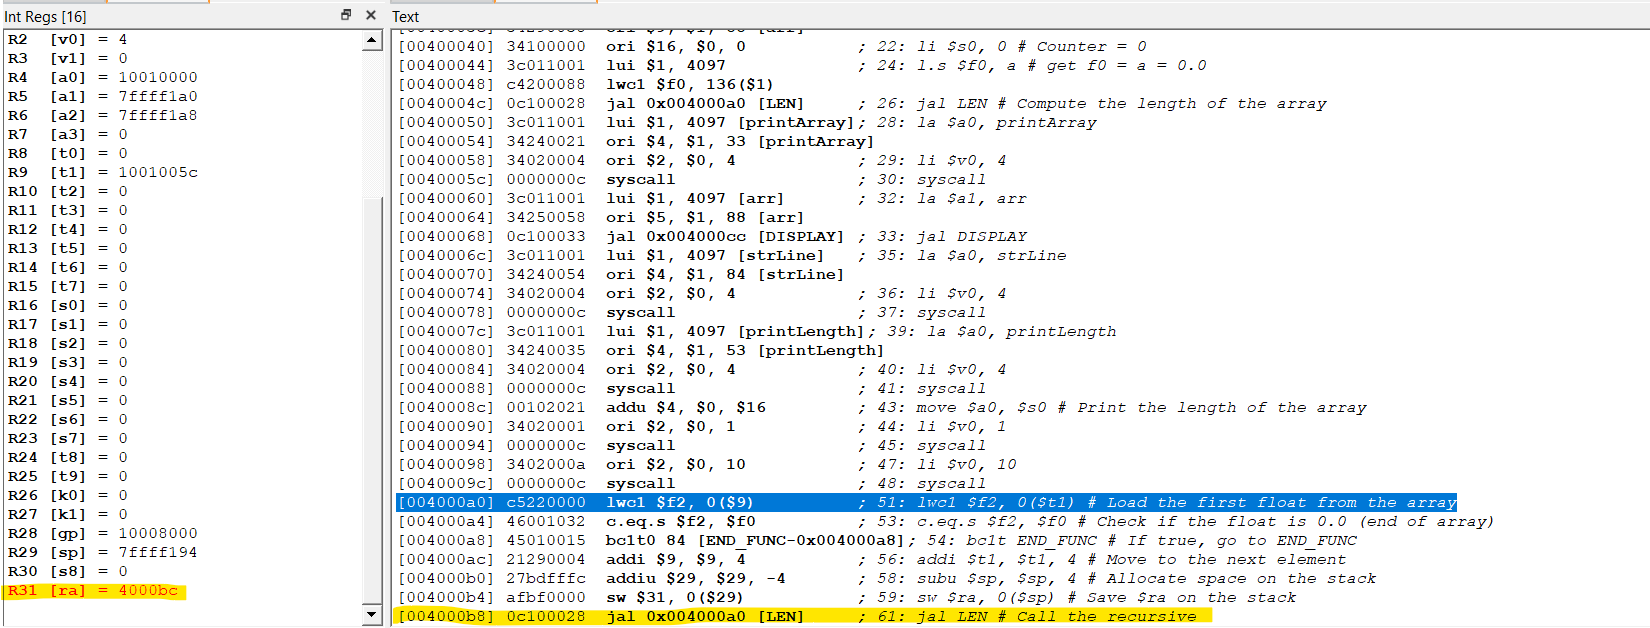 Int Regs [16]
R2 [v0] = 4
R3 [v1] = 0
R4 [a0] = 10010000
R5 [a1] = 7ffff1a0
R6 [a2] = 7ffff1a8
R7 [a3] = 0
R8 [t0] = 0
R9 [t1] = 1001005c
R10 [t2] = 0
R11 [t3] = 0
R12 [t4] = 0
R13 [t5] = 0
R14 [t6] = 0
R15 [t7] = 0
R16 [s0] = 0
R17 [s1] = 0
R18 [s2] = 0
R19 [s3] = 0
R20 [s4] = 0
R21 [s5] = 0
R22 [s6] = 0
R23 [s7] = 0
R24 [t8] = 0
R25 [t9] = 0
R26 [k0] = 0
R27 [k1] = 0
R28 [gp] = 10008000
R29 [sp] = 7ffff194
R30 [s8] = 0
R31 [ra] = 4000bc
Text
[00400040] 34100000 ori $16, $0, 0 ; 22: li $s0, 0 # Counter = 0
[00400044] 3c011001 lui $1, 4097 ; 24: l.s $f0, a # get f0 = a = 0.0
[00400048] c4200088 lwc1 $f0, 136($1)
[0040004c] 0c100028 jal 0x004000a0 [LEN] ; 26: jal LEN # Compute the length of the array
[00400050] 3c011001 lui $1, 4097 [printArray]; 28: la $a0, printArray
[00400054] 34240021 ori $4, $1, 33 [printArray]
[00400058] 34020004 ori $2, $0, 4 ; 29: li $v0, 4
[0040005c] 0000000c syscall ; 30: syscall
[00400060] 3c011001 lui $1, 4097 [arr] ; 32: la $a1, arr
[00400064] 34250058 ori $5, $1, 88 [arr]
[00400068] 0c100033 jal 0x004000cc [DISPLAY] ; 33: jal DISPLAY
[0040006c] 3c011001 lui $1, 4097 [strLine] ; 35: la $a0, strLine
[00400070] 34240054 ori $4, $1, 84 [strLine]
[00400074] 34020004 ori $2, $0, 4 ; 36: li $v0, 4
[00400078] 0000000c syscall ; 37: syscall
[0040007c] 3c011001 lui $1, 4097 [printLength]; 39: la $a0, printLength
[00400080] 34240035 ori $4, $1, 53 [printLength]
[00400084] 34020004 ori $2, $0, 4 ; 40: li $v0, 4
[00400088] 0000000c syscall ; 41: syscall
[0040008c] 00102021 addu $4, $0, $16 ; 43: move $a0, $s0 # Print the length of the array
[00400090] 34020001 ori $2, $0, 1 ; 44: li $v0, 1
[00400094] 0000000c syscall ; 45: syscall
[00400098] 3402000a ori $2, $0, 10 ; 47: li $v0, 10
[0040009c] 0000000c syscall ; 48: syscall
[004000a0] c5220000 lwc1 $f2, 0($9) ; 51: lwc1 $f2, 0($t1) # Load the first float from the array
[004000a4] 46001032 c.eq.s $f2, $f0 ; 53: c.eq.s $f2, $f0 # Check if the float is 0.0 (end of array)
[004000a8] 45010015 bc1t0 84 [END_FUNC-0x004000a8]; 54: bc1t END_FUNC # If true, go to END_FUNC
[004000ac] 21290004 addi $9, $9, 4 ; 56: addi $t1, $t1, 4 # Move to the next element
[004000b0] 27bdfffc addiu $29, $29, -4 ; 58: subu $sp, $sp, 4 # Allocate space on the stack
[004000b4] afbf0000 sw $31, 0($29) ; 59: sw $ra, 0($sp) # Save $ra on the stack
[004000b8] 0c100028 jal 0x004000a0 [LEN] ; 61: jal LEN # Call the recursive